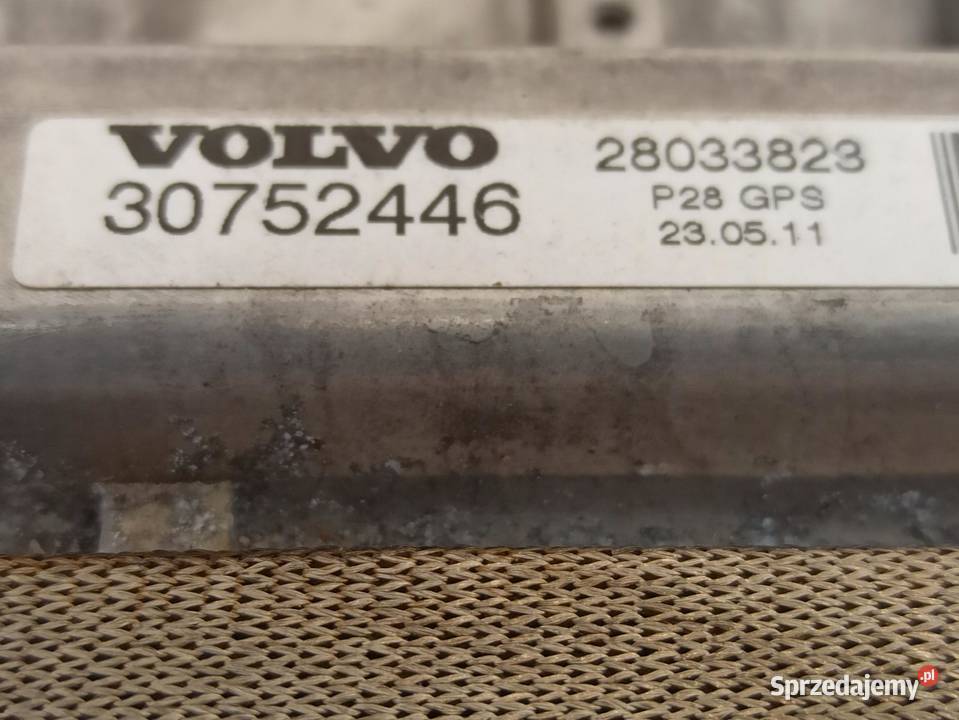 VOLVO
30752446
28033823
P28 GPS
23.05.11
Sprzedajemy.pl